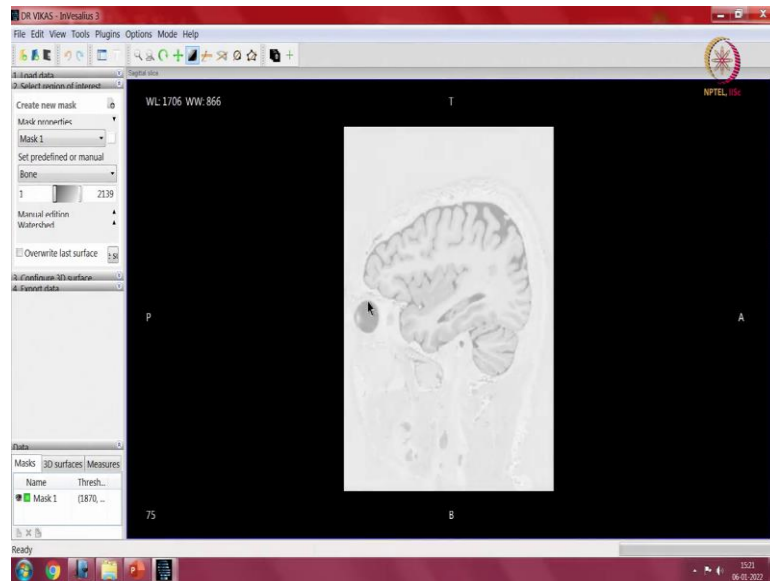 DR VIKAS - InVesalius 3
File Edit View Tools Plugins Options Mode Help
NPTEL, IISc
1. Load data
2. Select region of interest
Sagital slice
Create new mask
Mask properties
Mask 1
Set predefined or manual
Bone
1 2139
Manual edition
Watershed
Overwrite last surface
3. Configure 3D surface
4. Export data
WL: 1706 WW: 866
T
P
A
75
B
Data
Masks 3D surfaces Measures
Name Thresh..
Mask 1 (1870, ...
Ready
15:21
06-01-2022